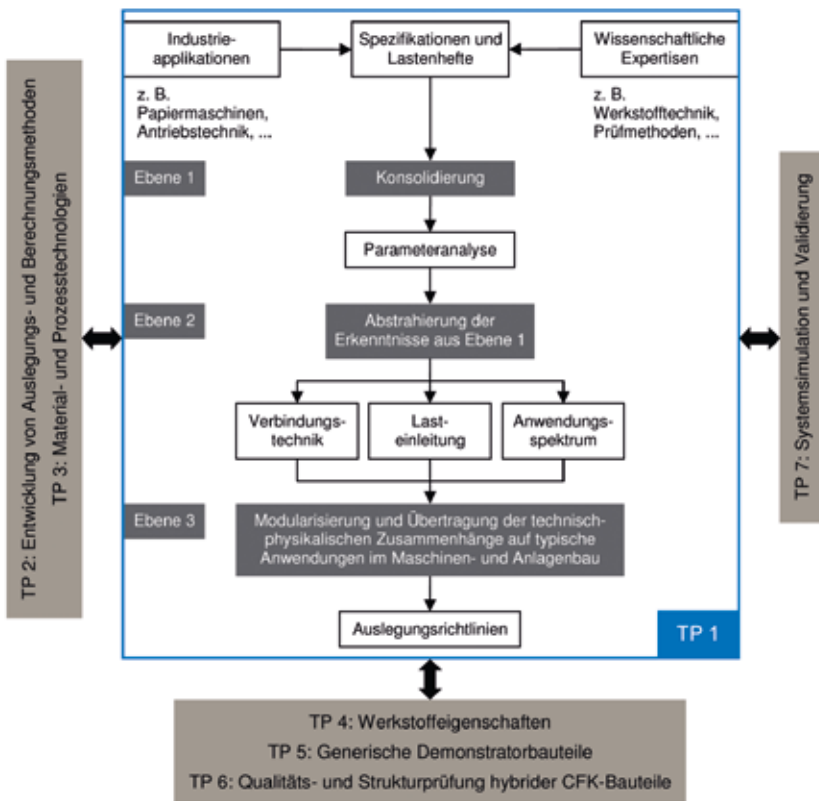 Industrie-
applikationen
Spezifikationen und
Lastenhefte
Wissenschaftliche
Expertisen
z. B.
Papiermaschinen,
Antriebstechnik, ...
z. B.
Werkstofftechnik,
Prüfmethoden, ...
Ebene 1
Konsolidierung
Parameteranalyse
Ebene 2
Abstrahierung der
Erkenntnisse aus Ebene 1
Verbindungs-
technik
Last-
einleitung
Anwendungs-
spektrum
Ebene 3
Modularisierung und Übertragung der technisch-
physikalischen Zusammenhänge auf typische
Anwendungen im Maschinen- und Anlagenbau
Auslegungsrichtlinien
TP 1
TP 2: Entwicklung von Auslegungs- und Berechnungsmethoden
TP 3: Material- und Prozesstechnologien
TP 7: Systemsimulation und Validierung
TP 4: Werkstoffeigenschaften
TP 5: Generische Demonstratorbauteile
TP 6: Qualitäts- und Strukturprüfung hybrider CFK-Bauteile